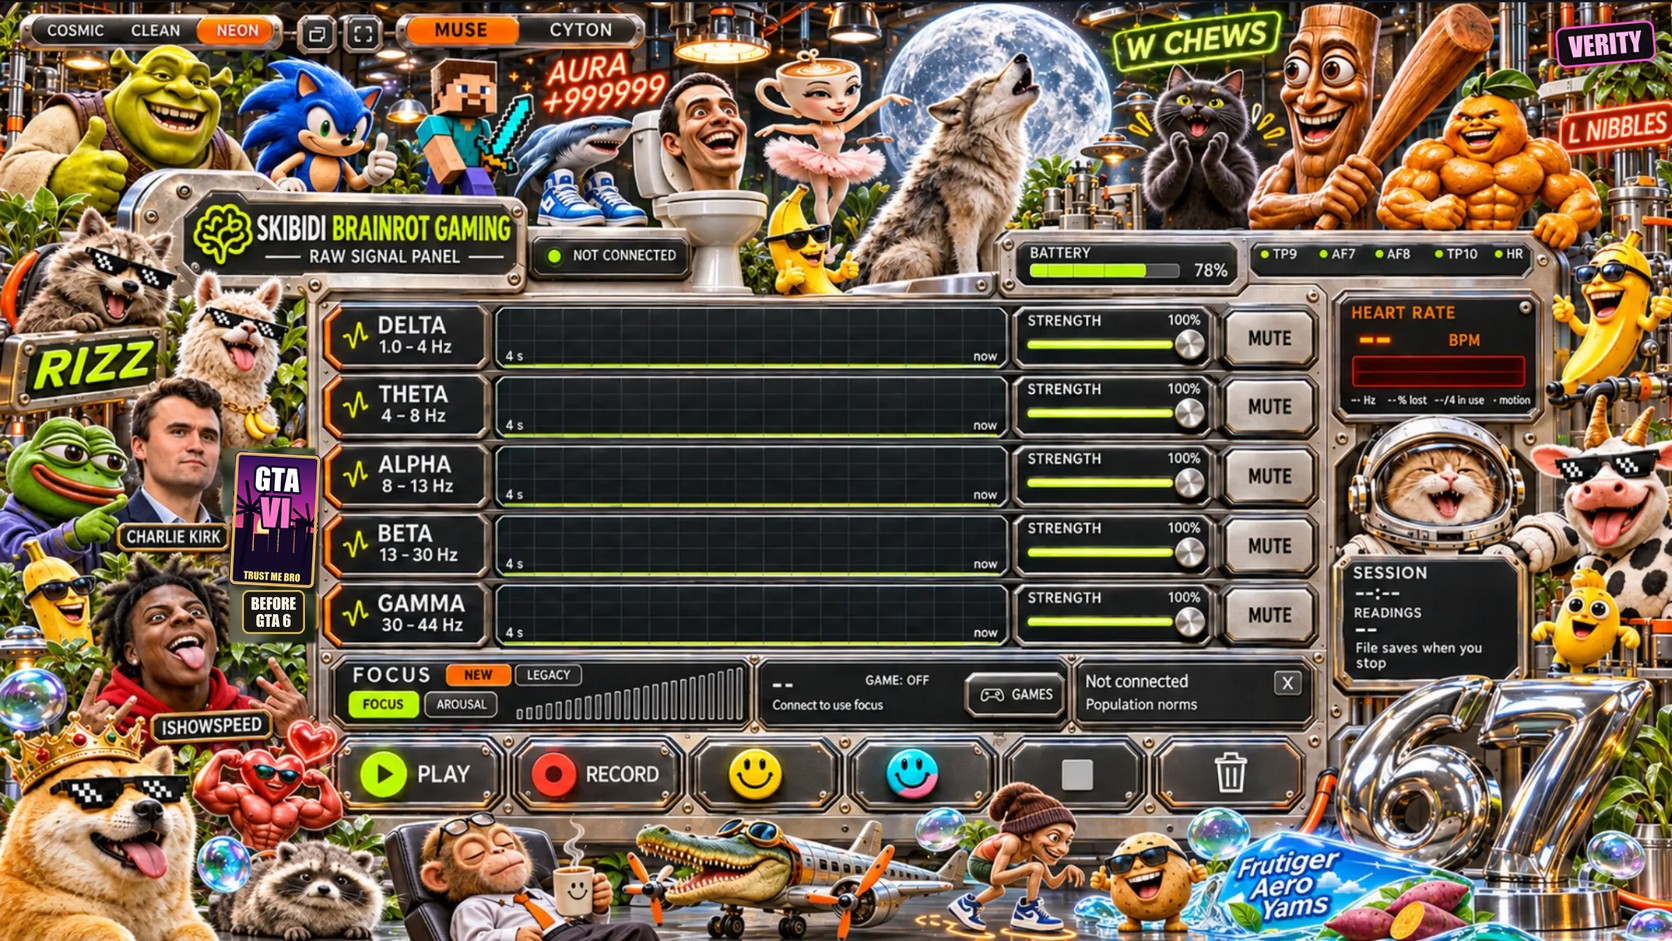 COSMIC CLEAN NEON
MUSE CYTON
AURA
+999999
W CHEWS
VERITY
L NIBBLES
SKIBIDI BRAINROT GAMING
RAW SIGNAL PANEL
NOT CONNECTED
BATTERY
78%
TP9 AF7 AF8 TP10 HR
RIZZ
DELTA
1.0 – 4 Hz
4 s now
STRENGTH 100%
MUTE
THETA
4 – 8 Hz
4 s now
STRENGTH 100%
MUTE
ALPHA
8 – 13 Hz
4 s now
STRENGTH 100%
MUTE
BETA
13 – 30 Hz
4 s now
STRENGTH 100%
MUTE
GAMMA
30 – 44 Hz
4 s now
STRENGTH 100%
MUTE
HEART RATE
-- BPM
-- Hz --% lost --/4 in use · motion
SESSION
--:--
READINGS
--
File saves when you
stop
GTA
VI
TRUST ME BRO
BEFORE
GTA 6
CHARLIE KIRK
ISHOWSPEED
FOCUS NEW LEGACY
FOCUS AROUSAL
-- GAME: OFF
Connect to use focus
GAMES
Not connected X
Population norms
PLAY
RECORD
67
Frutiger
Aero
Yams